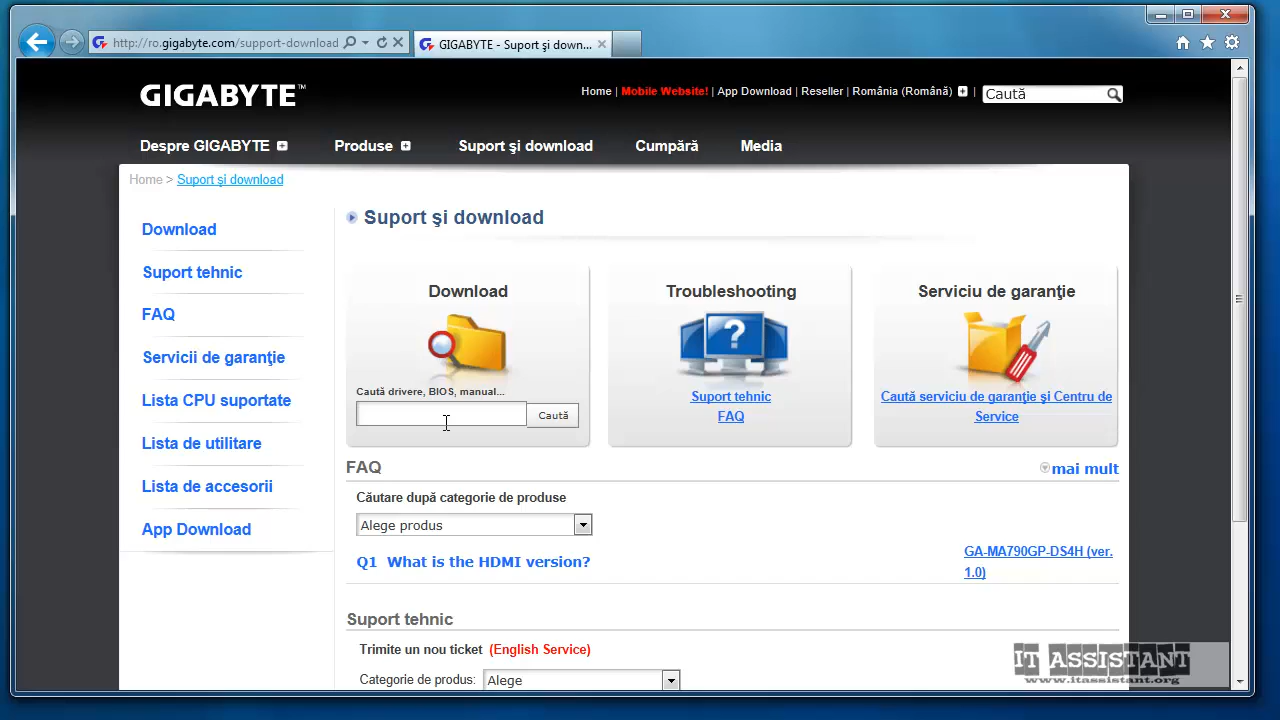 http://ro.gigabyte.com/support-download
GIGABYTE - Suport şi down...
GIGABYTE™
Home | Mobile Website! | App Download | Reseller | România (Română) |
Caută
Despre GIGABYTE
Produse
Suport şi download
Cumpără
Media
Home > Suport şi download
Download
Suport tehnic
FAQ
Servicii de garanţie
Lista CPU suportate
Lista de utilitare
Lista de accesorii
App Download
Suport şi download
Download
Caută drivere, BIOS, manual...
Caută
Troubleshooting
Suport tehnic
FAQ
Serviciu de garanţie
Caută serviciu de garanţie şi Centru de
Service
FAQ
mai mult
Căutare după categorie de produse
Alege produs
Q1 What is the HDMI version?
GA-MA790GP-DS4H (ver.
1.0)
Suport tehnic
Trimite un nou ticket (English Service)
Categorie de produs: Alege
IT ASSISTANT
www.itassistant.org